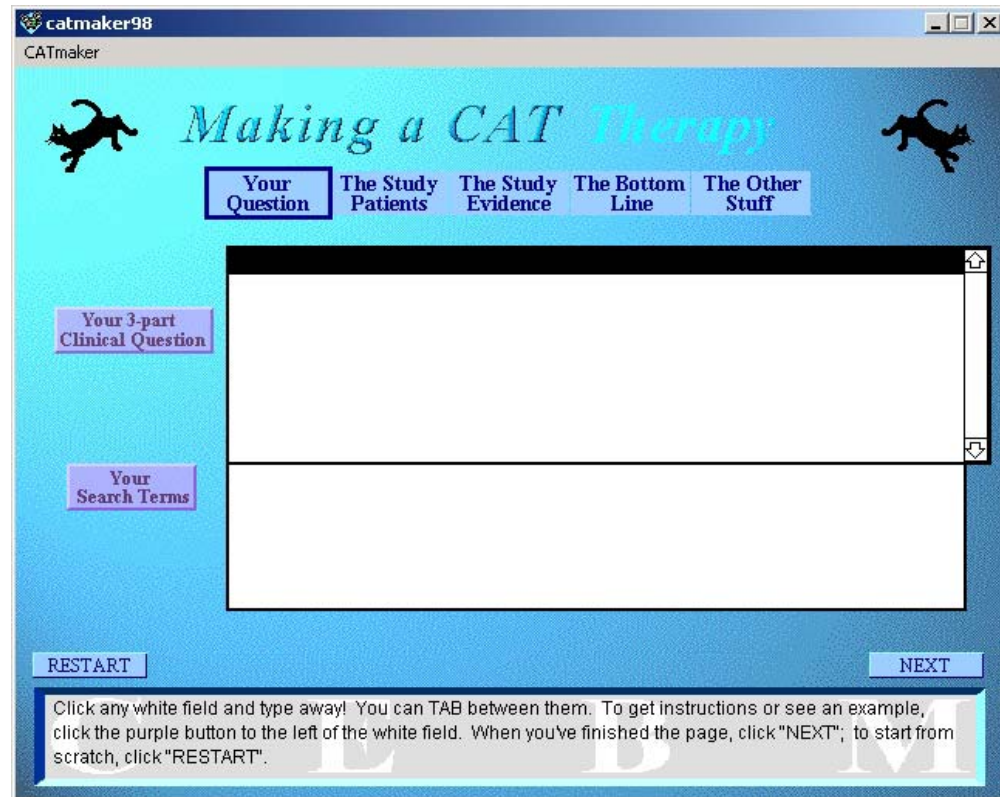 catmaker98
CATmaker
Making a CAT Therapy
Your Question
The Study Patients
The Study Evidence
The Bottom Line
The Other Stuff
Your 3-part
Clinical Question
Your
Search Terms
RESTART
NEXT
Click any white field and type away! You can TAB between them. To get instructions or see an example,
click the purple button to the left of the white field. When you've finished the page, click "NEXT"; to start from
scratch, click "RESTART".
C E B M